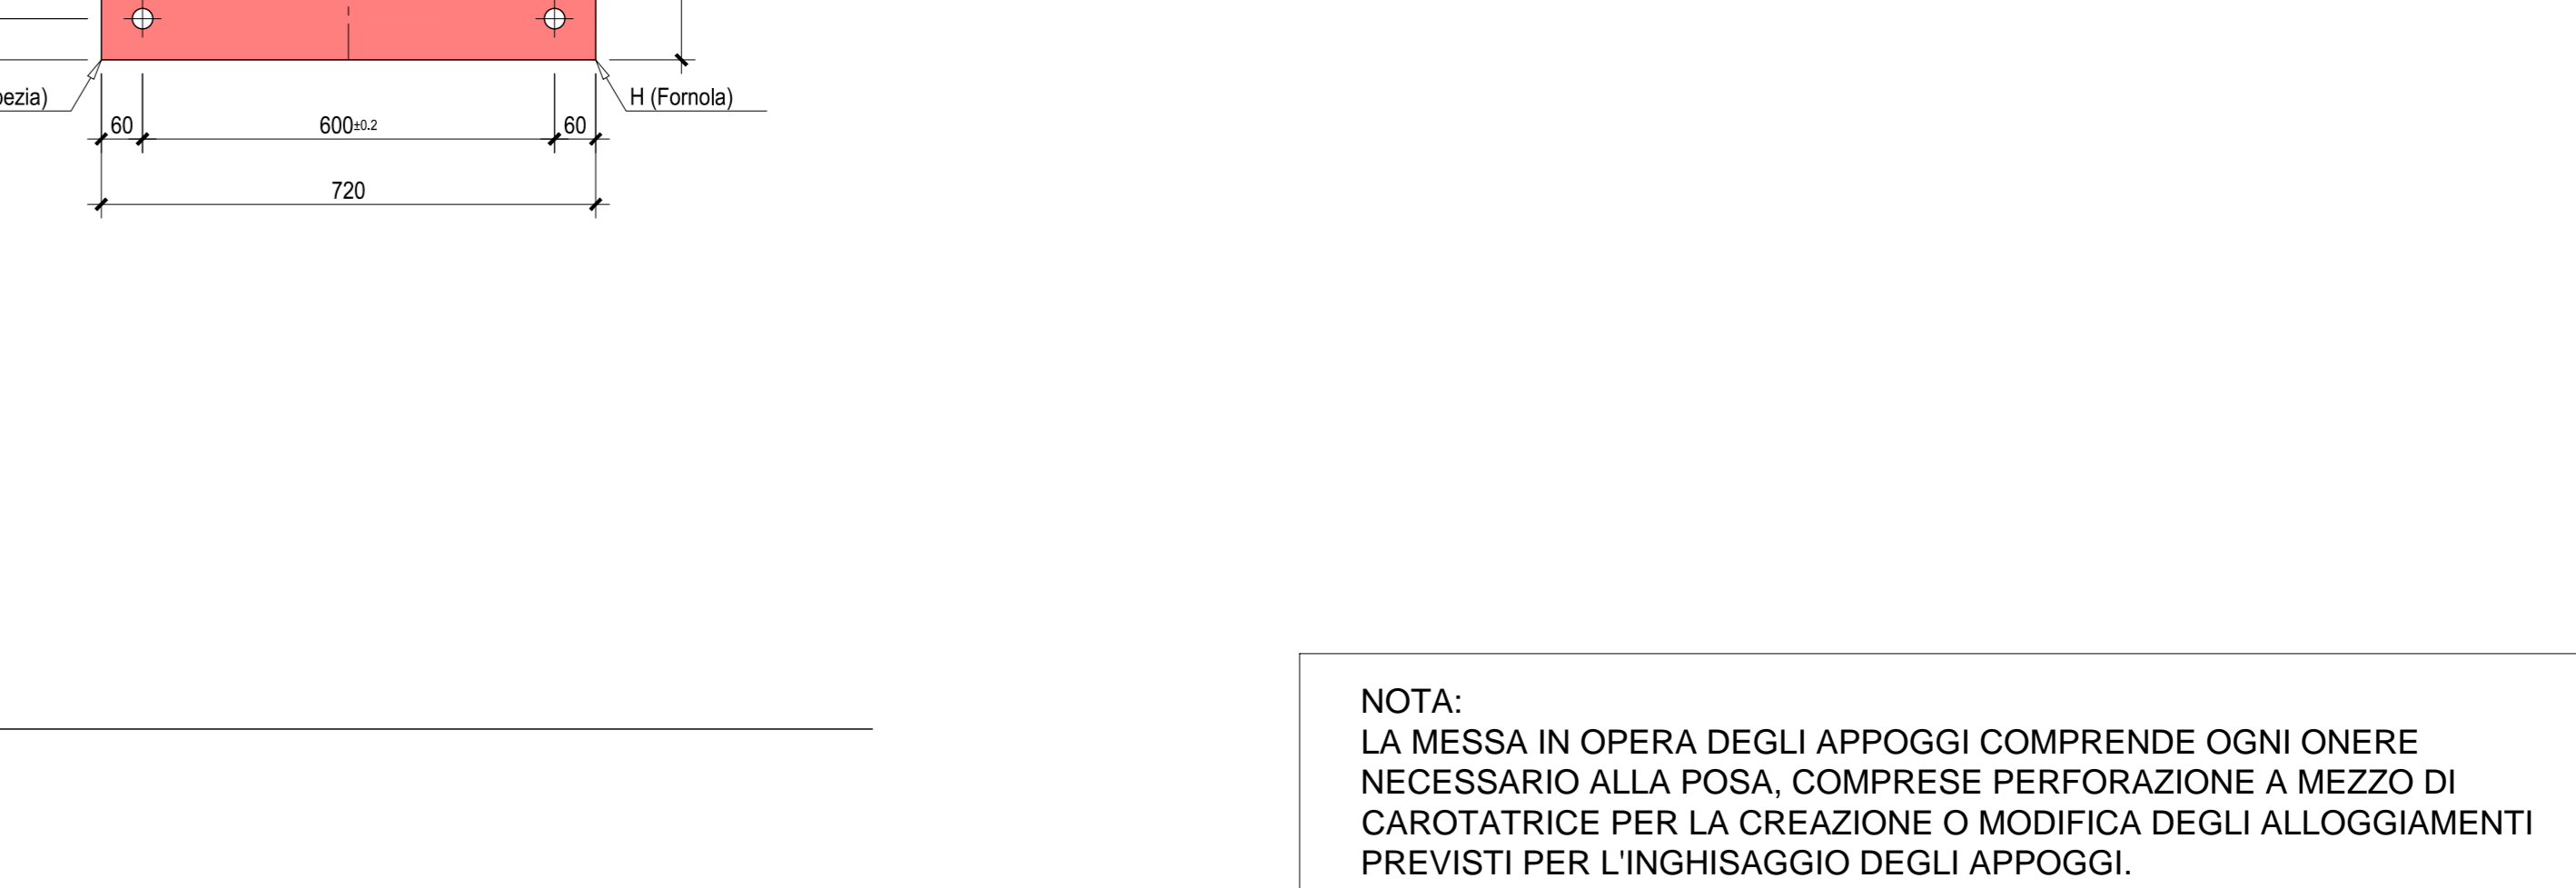 H (Fornola)
60
600±0.2
60
720
NOTA:
LA MESSA IN OPERA DEGLI APPOGGI COMPRENDE OGNI ONERE
NECESSARIO ALLA POSA, COMPRESE PERFORAZIONE A MEZZO DI
CAROTATRICE PER LA CREAZIONE O MODIFICA DEGLI ALLOGGIAMENTI
PREVISTI PER L'INGHISAGGIO DEGLI APPOGGI.